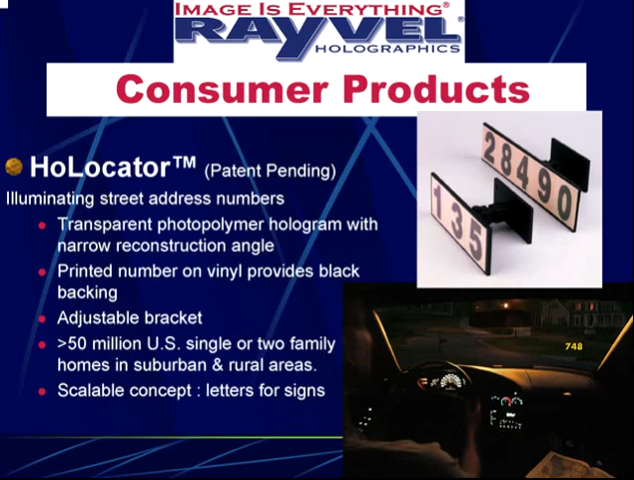 IMAGE IS EVERYTHING®
RAYVEL®
HOLOGRAPHICS
Consumer Products
HoLocator™ (Patent Pending)
Illuminating street address numbers
Transparent photopolymer hologram with
narrow reconstruction angle
Printed number on vinyl provides black
backing
Adjustable bracket
>50 million U.S. single or two family
homes in suburban & rural areas.
Scalable concept : letters for signs
28490
135
748